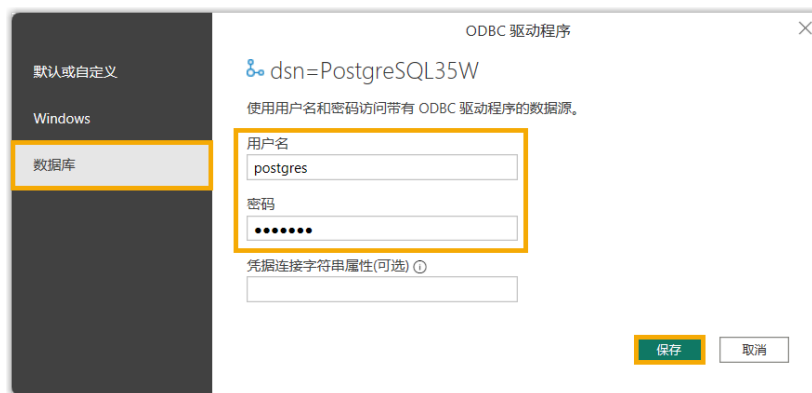 ODBC 驱动程序
默认或自定义
Windows
数据库
dsn=PostgreSQL35W
使用用户名和密码访问带有 ODBC 驱动程序的数据源。
用户名
postgres
密码
●●●●●●●
凭据连接字符串属性(可选)
保存
取消